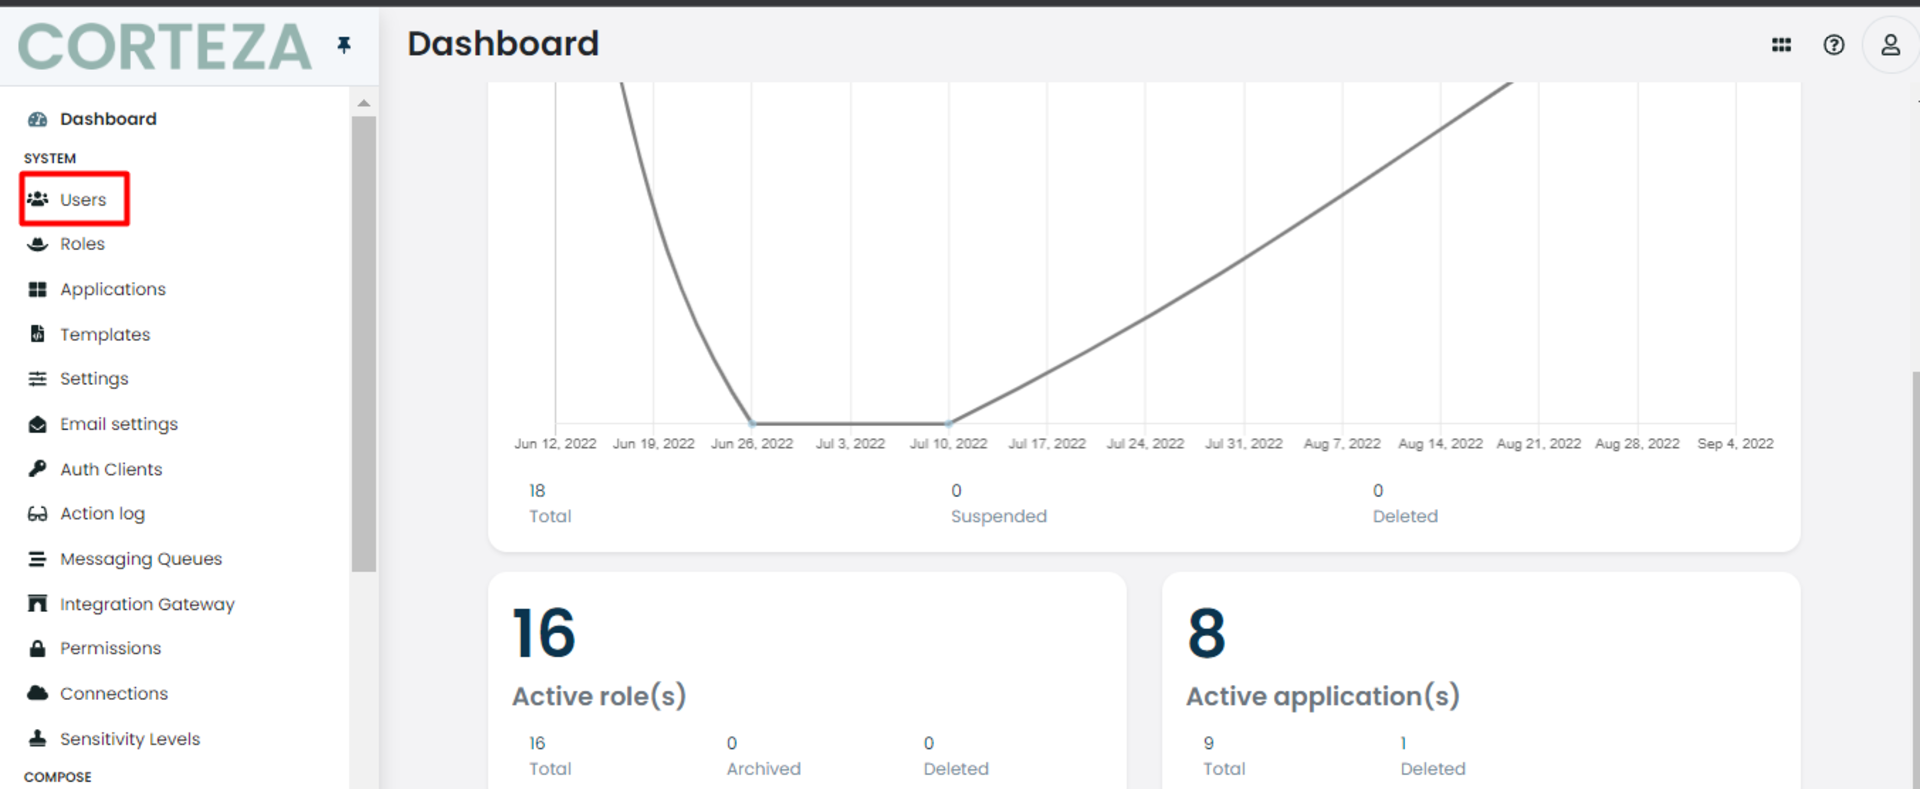 CORTEZA
Dashboard
Dashboard
SYSTEM
Users
Roles
Applications
Templates
Settings
Email settings
Auth Clients
Action log
Messaging Queues
Integration Gateway
Permissions
Connections
Sensitivity Levels
COMPOSE
Jun 12, 2022 Jun 19, 2022 Jun 26, 2022 Jul 3, 2022 Jul 10, 2022 Jul 17, 2022 Jul 24, 2022 Jul 31, 2022 Aug 7, 2022 Aug 14, 2022 Aug 21, 2022 Aug 28, 2022 Sep 4, 2022
18 0 0
Total Suspended Deleted
16
Active role(s)
16 0 0
Total Archived Deleted
8
Active application(s)
9 1
Total Deleted